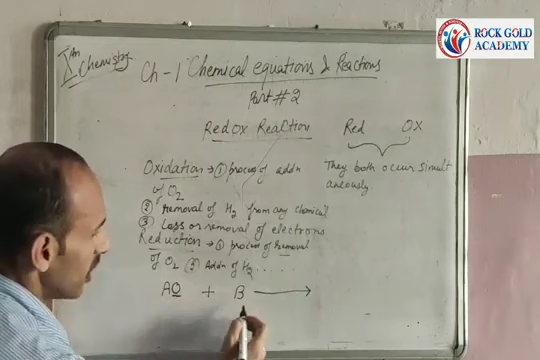 ROCK GOLD
ACADEMY
Xth
Chemistry
Ch-1 Chemical equations & Reactions
Part # 2
Redox Reaction
Red OX
They both occur simult
aneously
Oxidation → ① process of addn
of O2
② removal of H2 from any chemical
③ Loss or removal of electrons
Reduction → ① process of removal
of O2 ② Addn of H2 ......
AO + B →